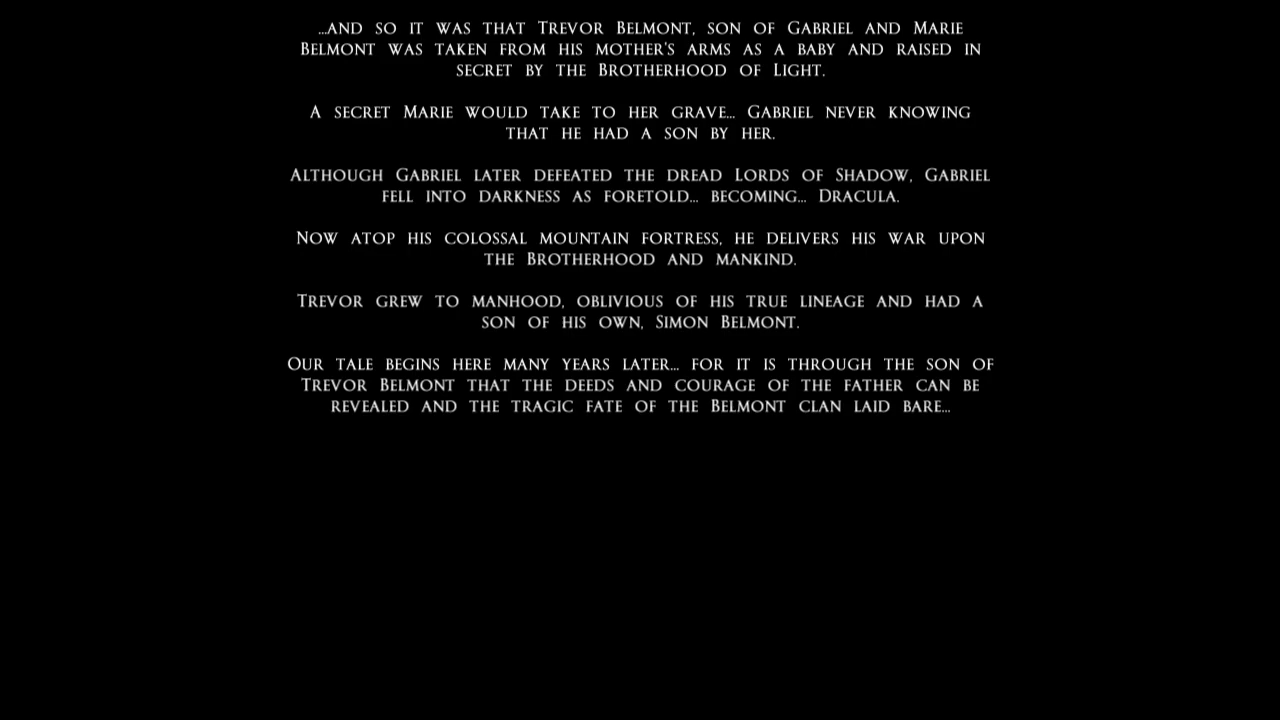 ...and so it was that Trevor Belmont, son of Gabriel and Marie
Belmont was taken from his mother's arms as a baby and raised in
secret by the Brotherhood of Light.
A secret Marie would take to her grave... Gabriel never knowing
that he had a son by her.
Although Gabriel later defeated the dread Lords of Shadow, Gabriel
fell into darkness as foretold... becoming... Dracula.
Now atop his colossal mountain fortress, he delivers his war upon
the Brotherhood and mankind.
Trevor grew to manhood, oblivious of his true lineage and had a
son of his own, Simon Belmont.
Our tale begins here many years later... for it is through the son of
Trevor Belmont that the deeds and courage of the father can be
revealed and the tragic fate of the Belmont clan laid bare...